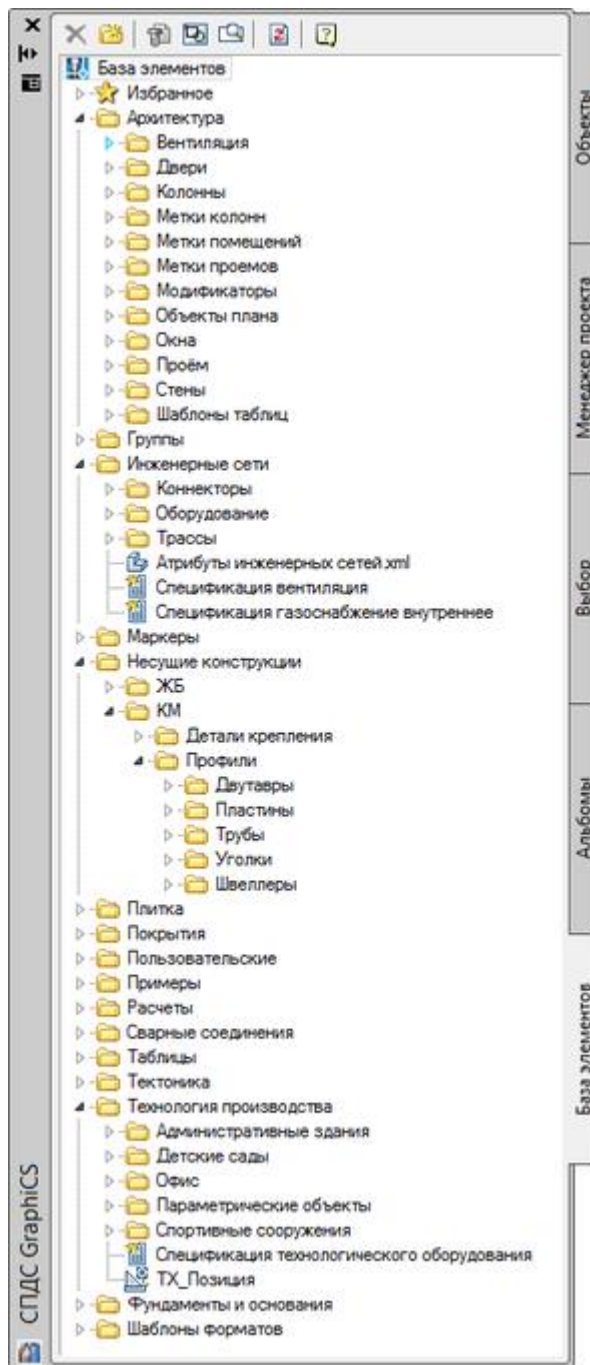 База элементов
Избранное
Архитектура
Вентиляция
Двери
Колонны
Метки колонн
Метки помещений
Метки проемов
Модификаторы
Объекты плана
Окна
Проём
Стены
Шаблоны таблиц
Группы
Инженерные сети
Коннекторы
Оборудование
Трассы
Атрибуты инженерных сетей.xml
Спецификация вентиляция
Спецификация газоснабжение внутреннее
Маркеры
Несущие конструкции
ЖБ
КМ
Детали крепления
Профили
Двутавры
Пластины
Трубы
Уголки
Швеллеры
Плитка
Покрытия
Пользовательские
Примеры
Расчеты
Сварные соединения
Таблицы
Тектоника
Технология производства
Административные здания
Детские сады
Офис
Параметрические объекты
Спортивные сооружения
Спецификация технологического оборудования
ТХ_Позиция
Фундаменты и основания
Шаблоны форматов
СПДС GraphiCS
Объекты
Менеджер проекта
Выбор
Альбомы
База элементов